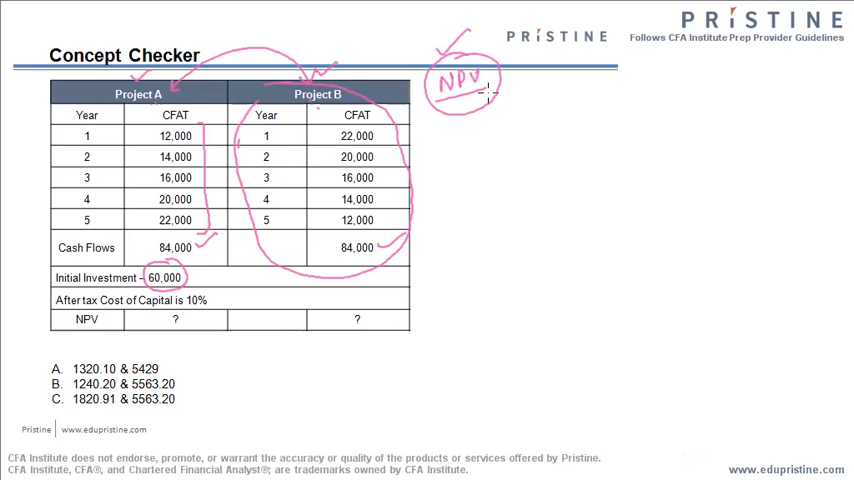 PRÍSTINE
PRÍSTINE
Follows CFA Institute Prep Provider Guidelines
Concept Checker
NPV
Project A Project B
Year CFAT Year CFAT
1 12,000 1 22,000
2 14,000 2 20,000
3 16,000 3 16,000
4 20,000 4 14,000
5 22,000 5 12,000
Cash Flows 84,000 84,000
Initial Investment – 60,000
After tax Cost of Capital is 10%
NPV ? ?
A. 1320.10 & 5429
B. 1240.20 & 5563.20
C. 1820.91 & 5563.20
Pristine www.edupristine.com
CFA Institute does not endorse, promote, or warrant the accuracy or quality of the products or services offered by Pristine.
CFA Institute, CFA®, and Chartered Financial Analyst®; are trademarks owned by CFA Institute.
www.edupristine.com